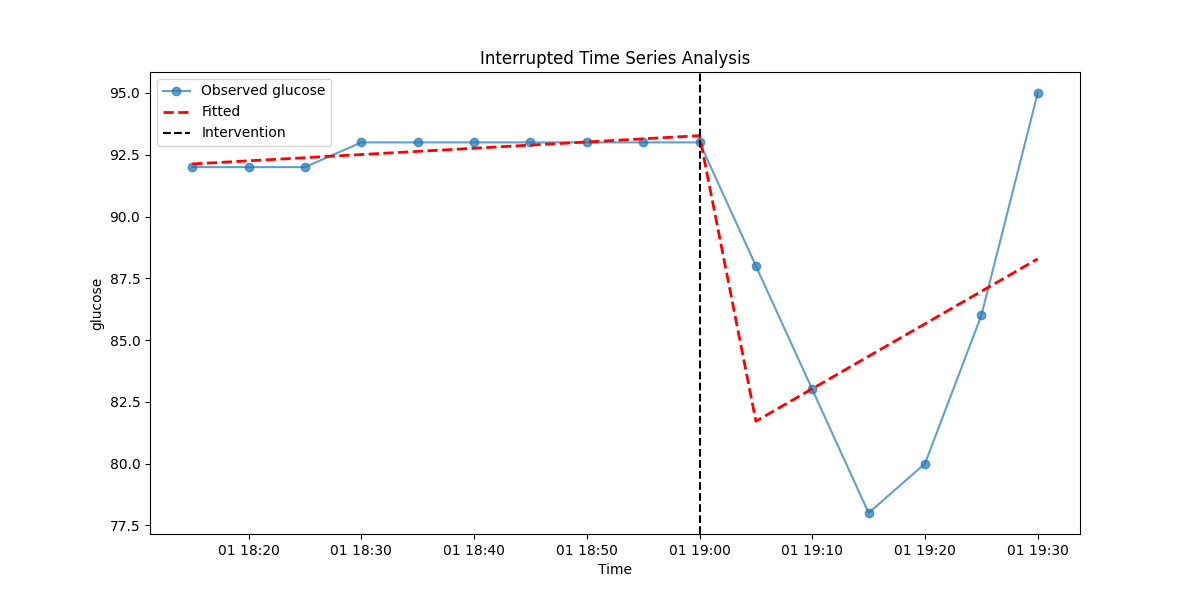 Interrupted Time Series Analysis
Observed glucose
Fitted
Intervention
95.0
92.5
90.0
87.5
85.0
82.5
80.0
77.5
glucose
01 18:20 01 18:30 01 18:40 01 18:50 01 19:00 01 19:10 01 19:20 01 19:30
Time